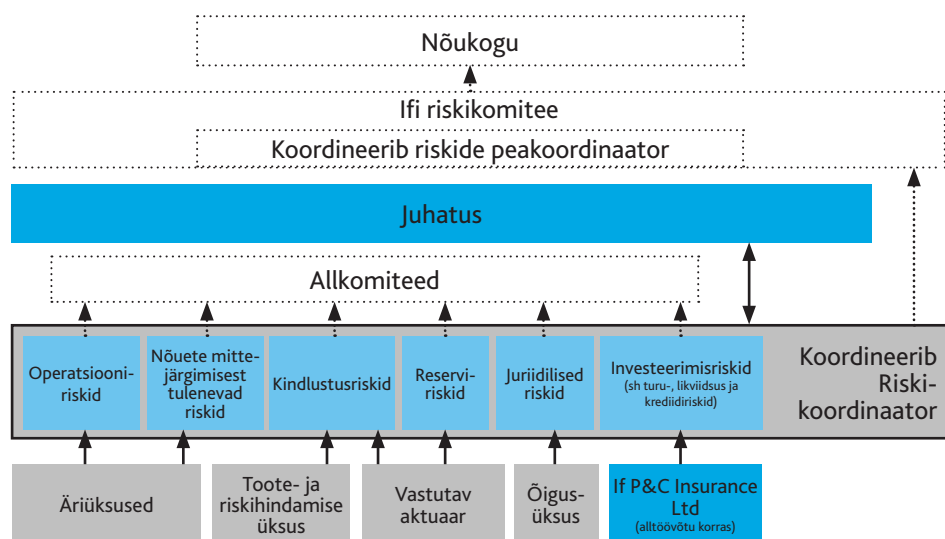 Nõukogu
Ifi riskikomitee
Koordineerib riskide peakoordinaator
Juhatus
Allkomiteed
Operatsiooni-
riskid
Nõuete mitte-
järgimisest
tulenevad
riskid
Kindlustusriskid
Reservi-
riskid
Juriidilised
riskid
Investeerimisriskid
(sh turu-, likviidsus ja
krediidiriskid)
Koordineerib
Riski-
koordinaator
Äriüksused
Toote- ja
riskihindamise
üksus
Vastutav
aktuaar
Õigus-
üksus
If P&C Insurance
Ltd
(alltöövõtu korras)